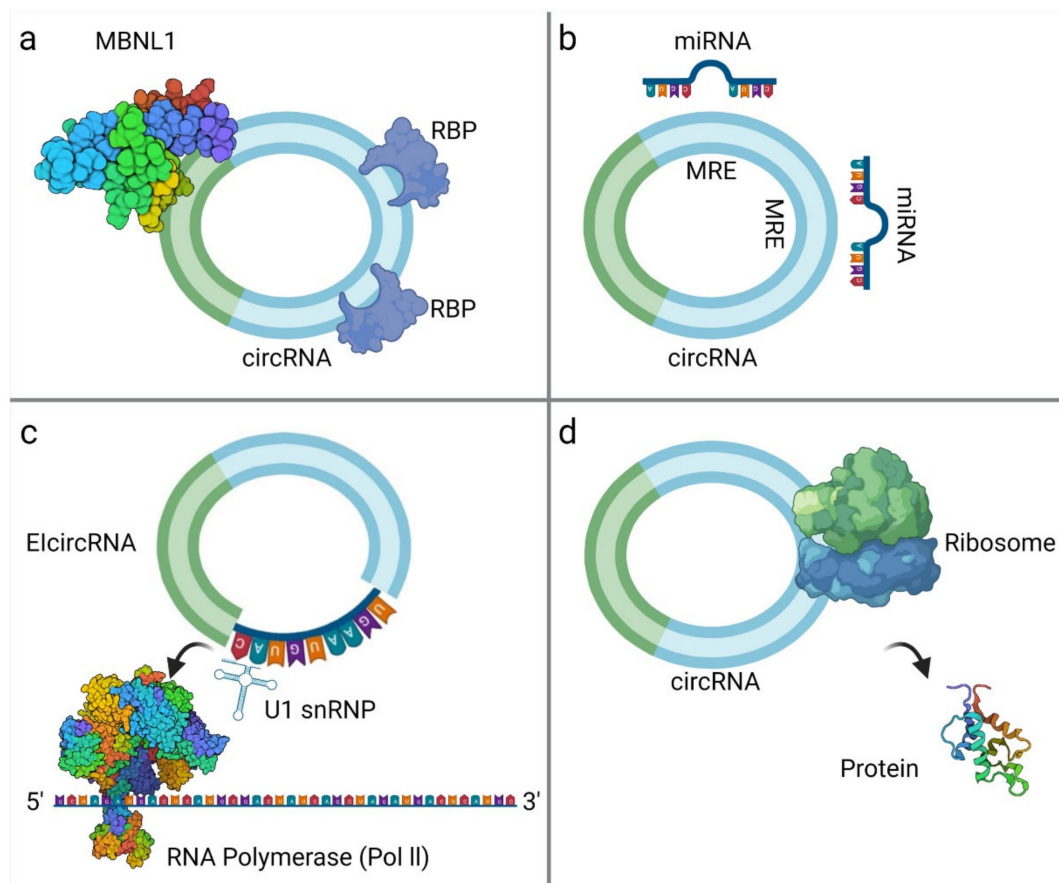 a
MBNL1
RBP
RBP
circRNA
b
miRNA
A U G C A U G C
MRE
MRE
miRNA
A U G C A U G C
circRNA
c
EIcircRNA
C A U G U A A G U
U1 snRNP
5' 3'
RNA Polymerase (Pol II)
d
Ribosome
circRNA
Protein